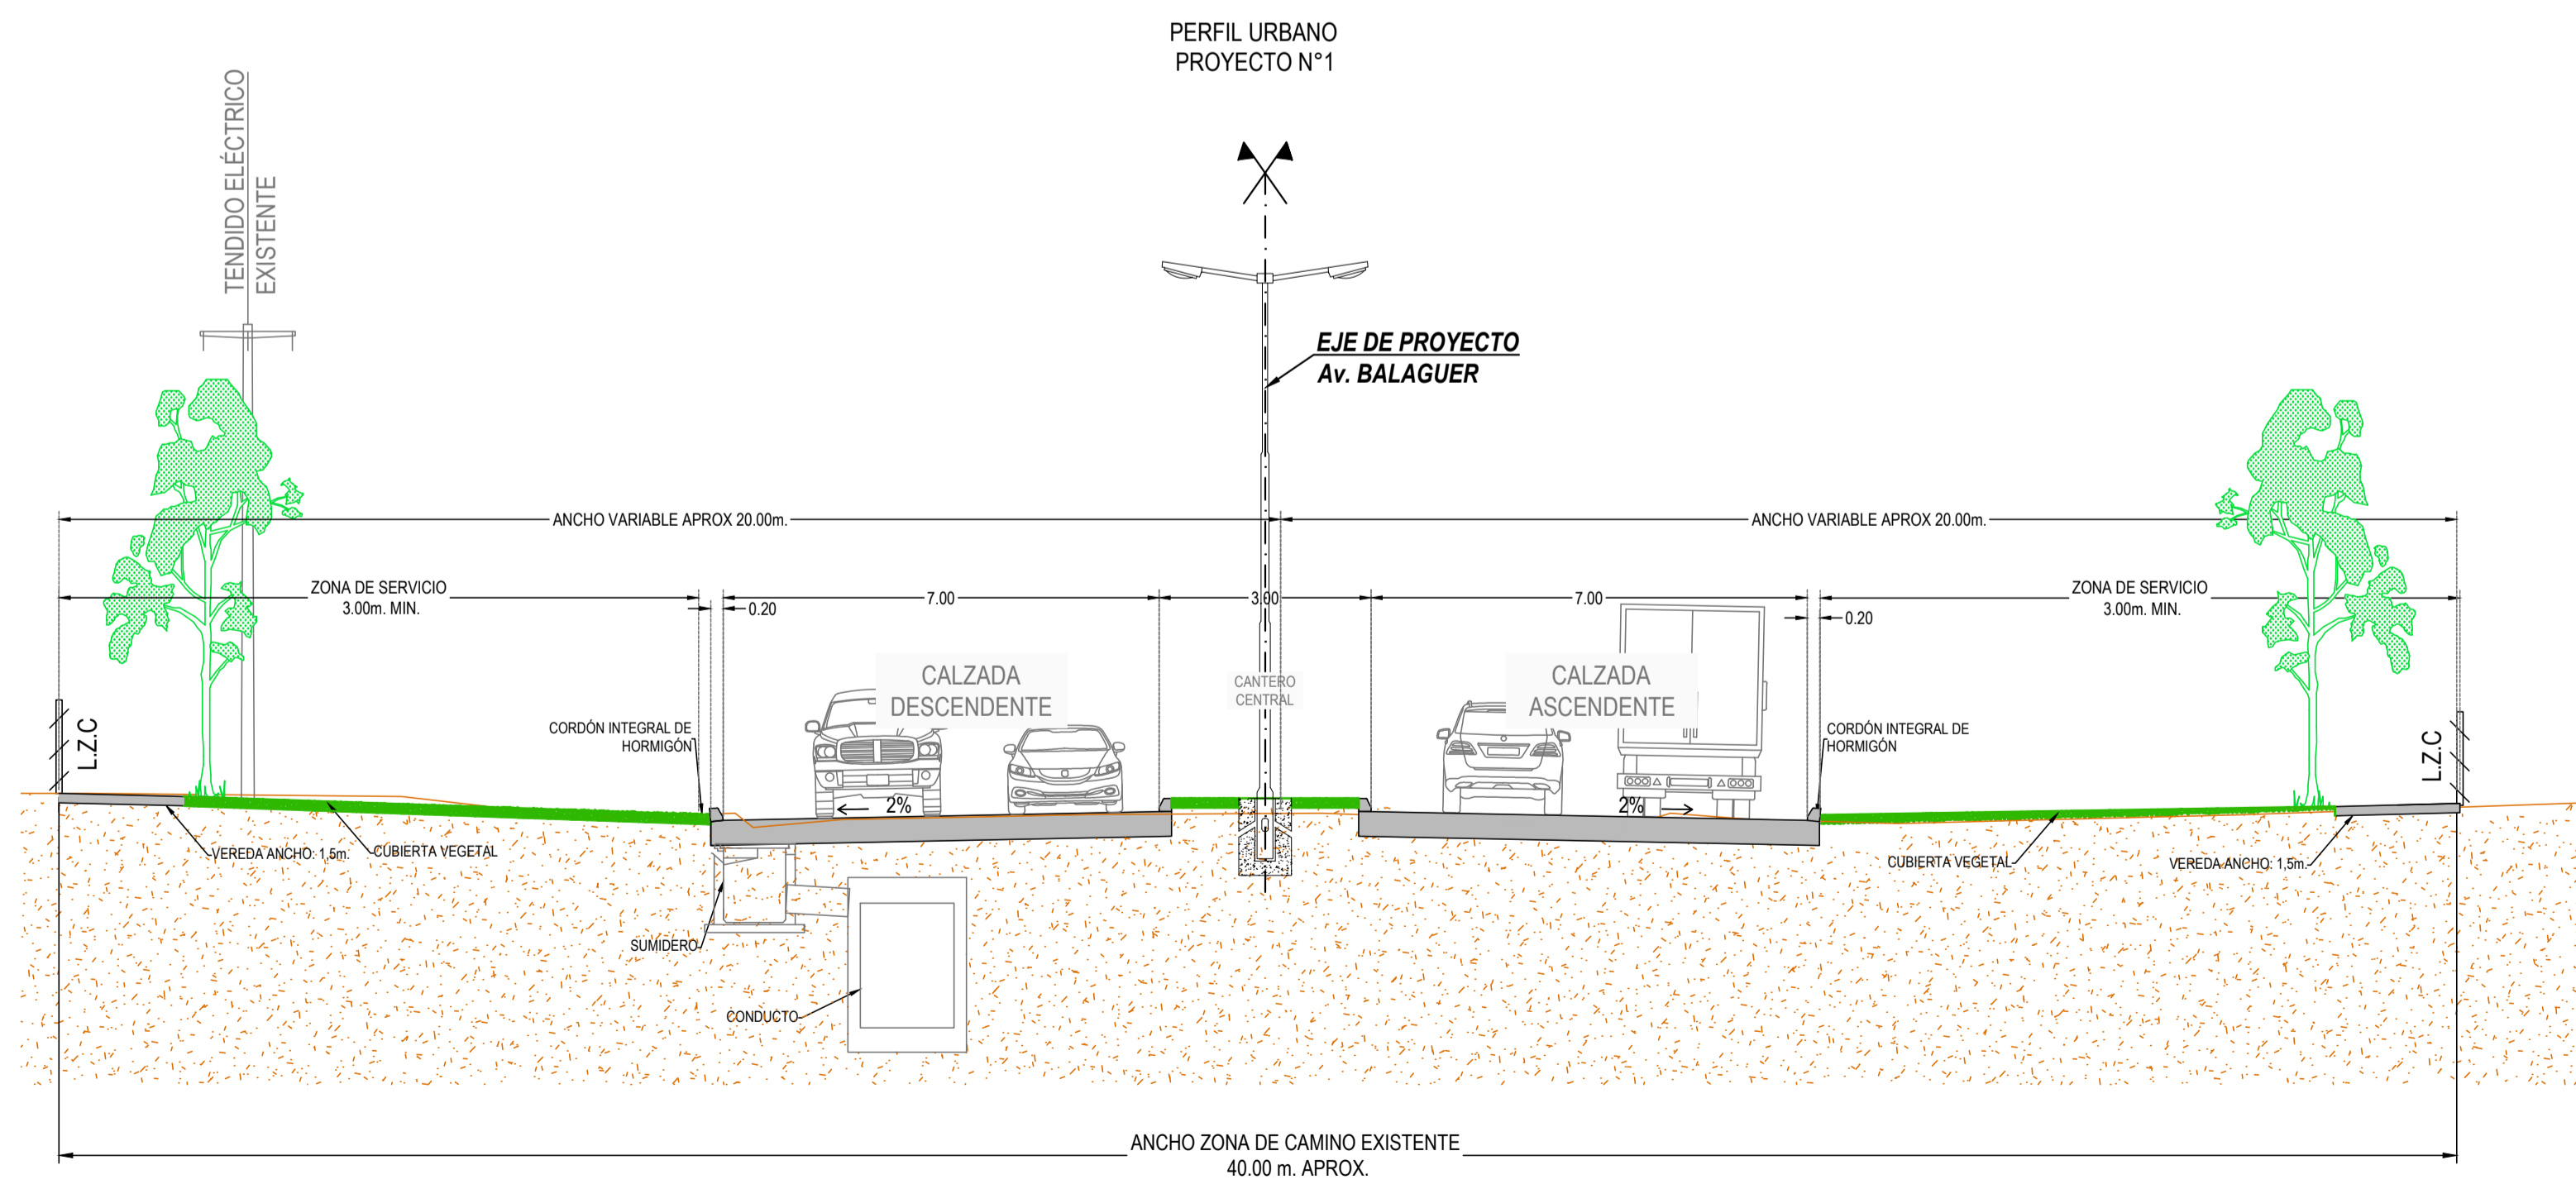 PERFIL URBANO
PROYECTO N°1
TENDIDO ELÉCTRICO
EXISTENTE
EJE DE PROYECTO
Av. BALAGUER
ANCHO VARIABLE APROX 20.00m.
ANCHO VARIABLE APROX 20.00m.
ZONA DE SERVICIO
3.00m. MIN.
0.20
7.00
3.00
7.00
0.20
ZONA DE SERVICIO
3.00m. MIN.
L.Z.C
CORDÓN INTEGRAL DE
HORMIGÓN
CALZADA
DESCENDENTE
CANTERO
CENTRAL
CALZADA
ASCENDENTE
CORDÓN INTEGRAL DE
HORMIGÓN
L.Z.C
2%
2%
VEREDA ANCHO: 1,5m.
CUBIERTA VEGETAL
CUBIERTA VEGETAL
VEREDA ANCHO: 1,5m.
SUMIDERO
CONDUCTO
ANCHO ZONA DE CAMINO EXISTENTE
40.00 m. APROX.